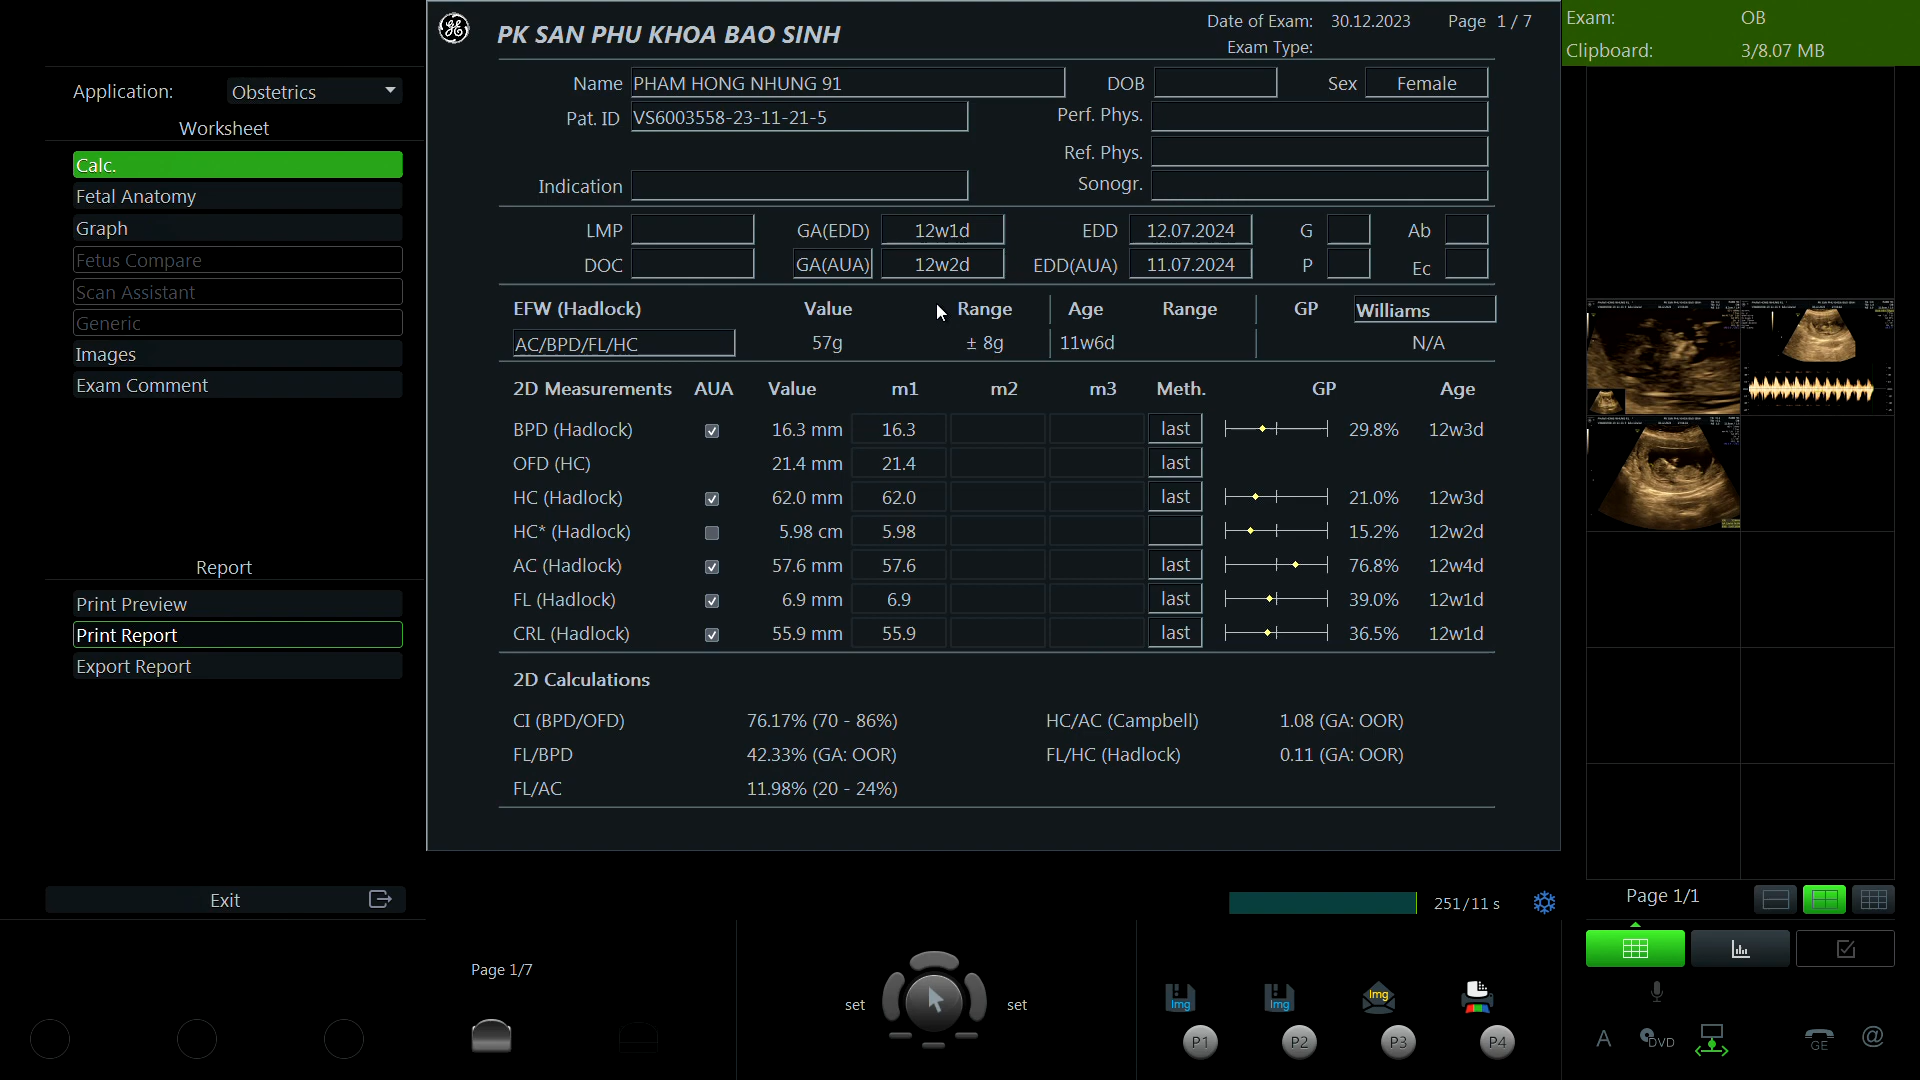 PK SAN PHU KHOA BAO SINH
Date of Exam: 30.12.2023 Page 1 / 7
Exam Type:
Exam: OB
Clipboard: 3/8.07 MB
Application: Obstetrics
Worksheet
Calc.
Fetal Anatomy
Graph
Fetus Compare
Scan Assistant
Generic
Images
Exam Comment
Report
Print Preview
Print Report
Export Report
Exit
Name PHAM HONG NHUNG 91 DOB Sex Female
Pat. ID VS6003558-23-11-21-5 Perf. Phys.
Ref. Phys.
Indication Sonogr.
LMP GA(EDD) 12w1d EDD 12.07.2024 G Ab
DOC GA(AUA) 12w2d EDD(AUA) 11.07.2024 P Ec
EFW (Hadlock) Value Range Age Range GP Williams
AC/BPD/FL/HC 57g ± 8g 11w6d N/A
2D Measurements AUA Value m1 m2 m3 Meth. GP Age
BPD (Hadlock) 16.3 mm 16.3 last 29.8% 12w3d
OFD (HC) 21.4 mm 21.4 last
HC (Hadlock) 62.0 mm 62.0 last 21.0% 12w3d
HC* (Hadlock) 5.98 cm 5.98 15.2% 12w2d
AC (Hadlock) 57.6 mm 57.6 last 76.8% 12w4d
FL (Hadlock) 6.9 mm 6.9 last 39.0% 12w1d
CRL (Hadlock) 55.9 mm 55.9 last 36.5% 12w1d
2D Calculations
CI (BPD/OFD) 76.17% (70 - 86%) HC/AC (Campbell) 1.08 (GA: OOR)
FL/BPD 42.33% (GA: OOR) FL/HC (Hadlock) 0.11 (GA: OOR)
FL/AC 11.98% (20 - 24%)
251/11 s
Page 1/1
Page 1/7
set set
Img Img Img
P1 P2 P3 P4
A DVD GE @